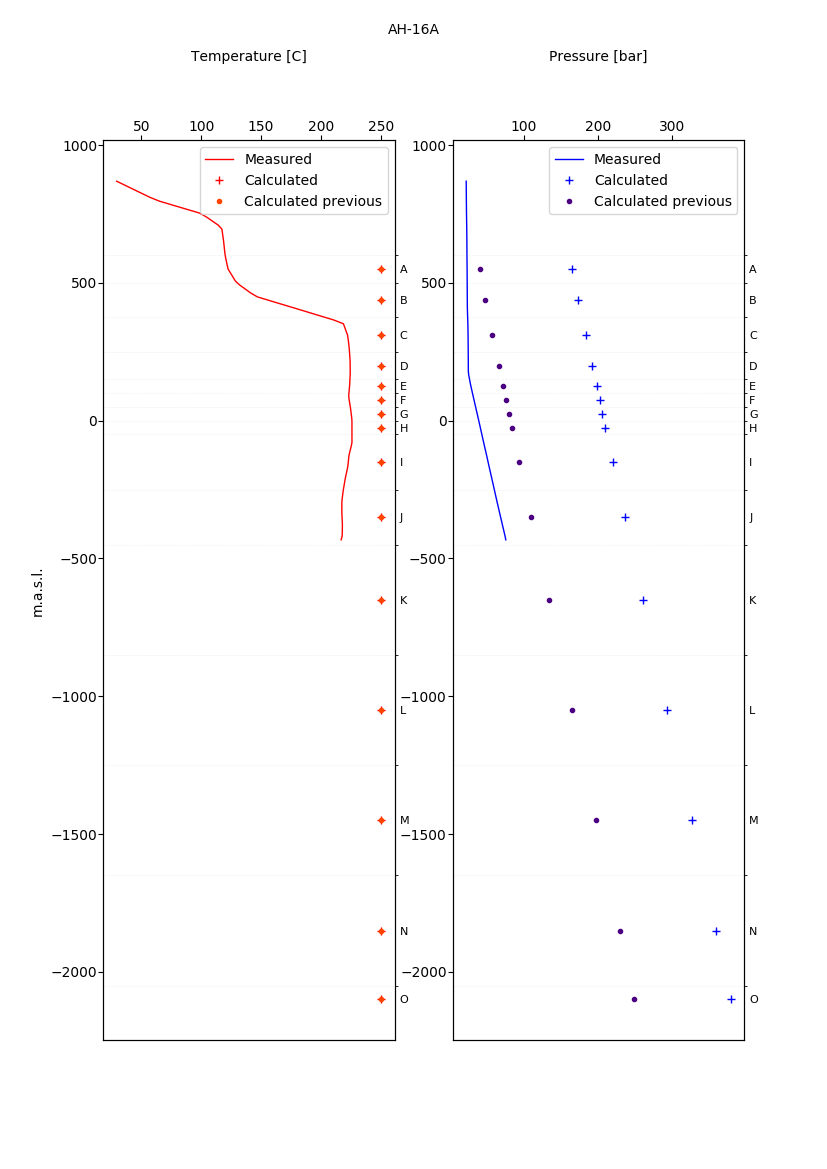 AH-16A
Temperature [C]
Pressure [bar]
50 100 150 200 250
100 200 300
1000
500
0
−500
−1000
−1500
−2000
m.a.s.l.
Measured
Calculated
Calculated previous
A
B
C
D
E
F
G
H
I
J
K
L
M
N
O
1000
500
0
−500
−1000
−1500
−2000
Measured
Calculated
Calculated previous
A
B
C
D
E
F
G
H
I
J
K
L
M
N
O